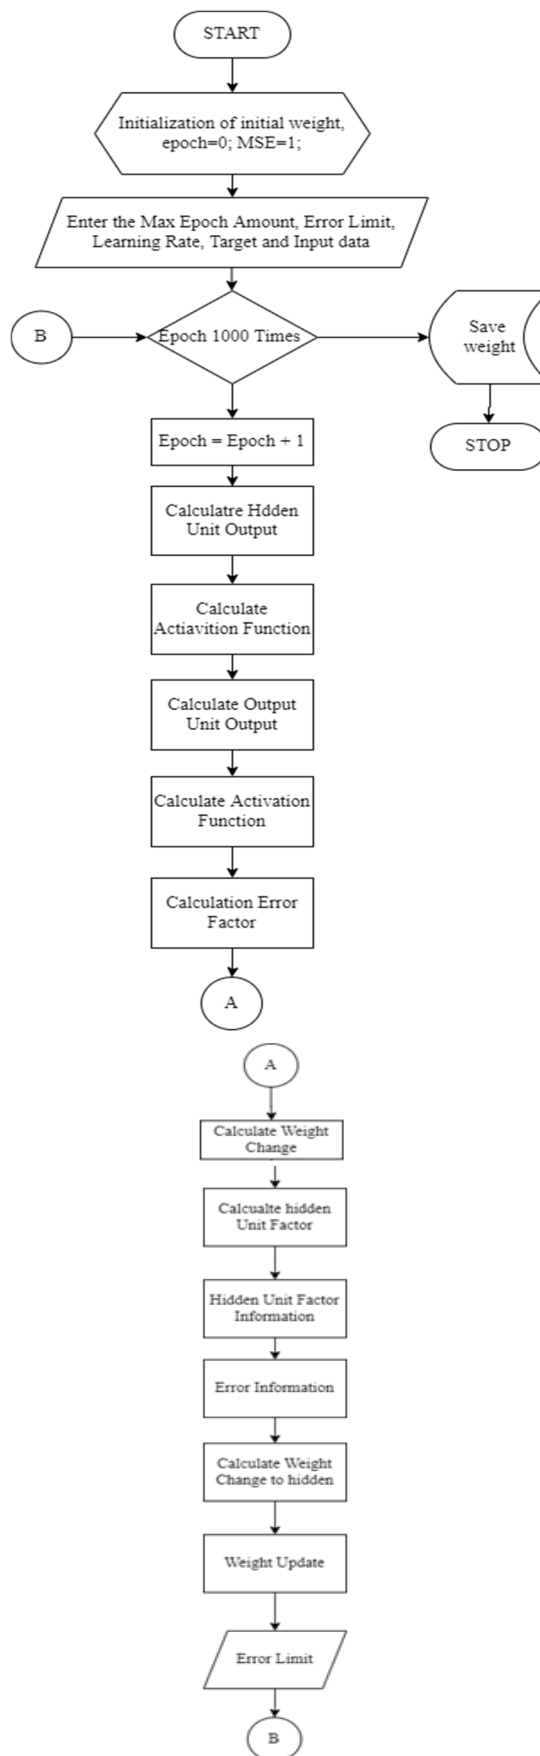 START
Initialization of initial weight,
epoch=0; MSE=1;
Enter the Max Epoch Amount, Error Limit,
Learning Rate, Target and Input data
B
Epoch 1000 Times
Save
weight
STOP
Epoch = Epoch + 1
Calculatre Hdden
Unit Output
Calculate
Actiavition Function
Calculate Output
Unit Output
Calculate Activation
Function
Calculation Error
Factor
A
A
Calculate Weight
Change
Calcualte hidden
Unit Factor
Hidden Unit Factor
Information
Error Information
Calculate Weight
Change to hidden
Weight Update
Error Limit
B